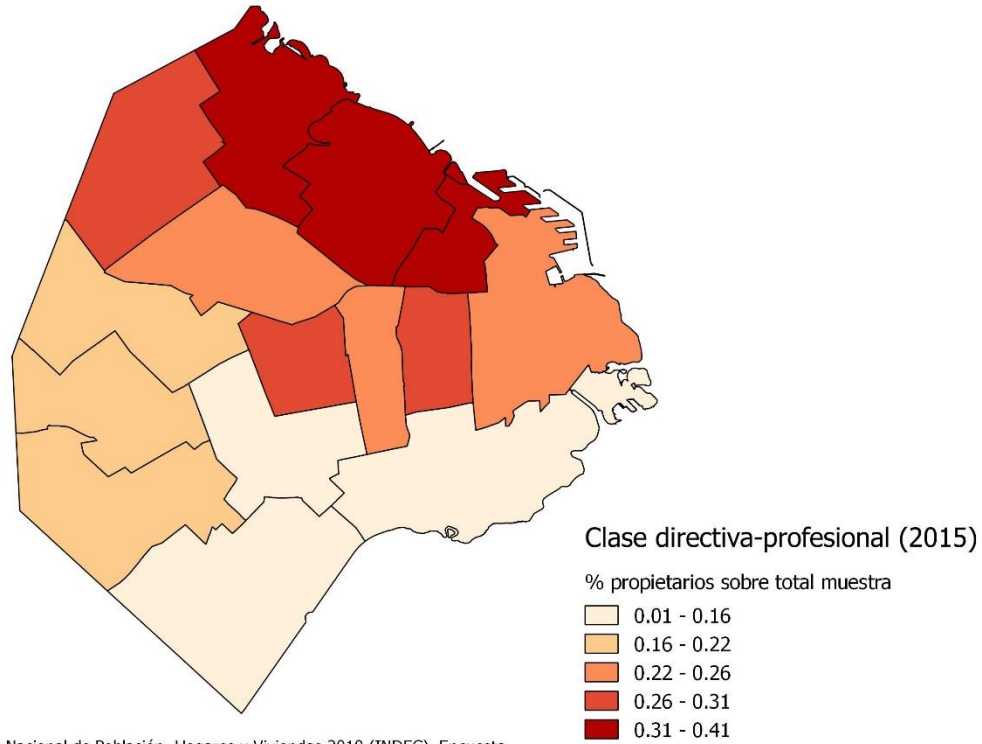 Clase directiva-profesional (2015)
% propietarios sobre total muestra
0.01 - 0.16
0.16 - 0.22
0.22 - 0.26
0.26 - 0.31
0.31 - 0.41
Nacional de Población, Hogares y Viviendas 2010 (INDEC), Encuesta